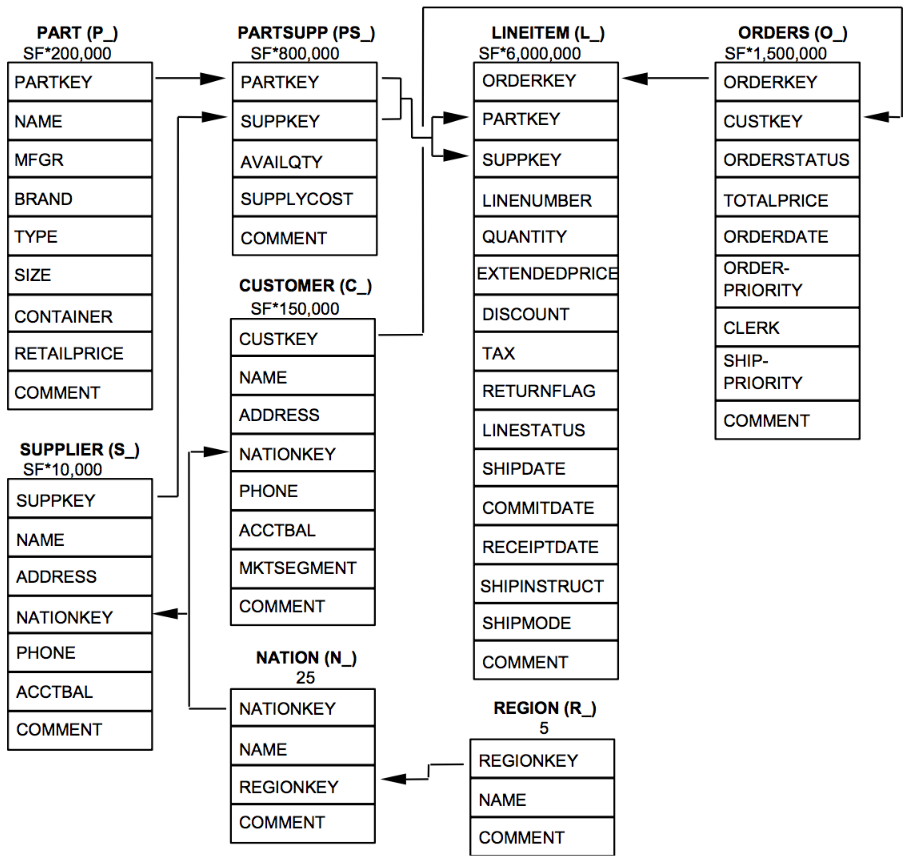 PART (P_)
SF*200,000
PARTKEY
NAME
MFGR
BRAND
TYPE
SIZE
CONTAINER
RETAILPRICE
COMMENT
SUPPLIER (S_)
SF*10,000
SUPPKEY
NAME
ADDRESS
NATIONKEY
PHONE
ACCTBAL
COMMENT
PARTSUPP (PS_)
SF*800,000
PARTKEY
SUPPKEY
AVAILQTY
SUPPLYCOST
COMMENT
CUSTOMER (C_)
SF*150,000
CUSTKEY
NAME
ADDRESS
NATIONKEY
PHONE
ACCTBAL
MKTSEGMENT
COMMENT
NATION (N_)
25
NATIONKEY
NAME
REGIONKEY
COMMENT
LINEITEM (L_)
SF*6,000,000
ORDERKEY
PARTKEY
SUPPKEY
LINENUMBER
QUANTITY
EXTENDEDPRICE
DISCOUNT
TAX
RETURNFLAG
LINESTATUS
SHIPDATE
COMMITDATE
RECEIPTDATE
SHIPINSTRUCT
SHIPMODE
COMMENT
REGION (R_)
5
REGIONKEY
NAME
COMMENT
ORDERS (O_)
SF*1,500,000
ORDERKEY
CUSTKEY
ORDERSTATUS
TOTALPRICE
ORDERDATE
ORDER-
PRIORITY
CLERK
SHIP-
PRIORITY
COMMENT